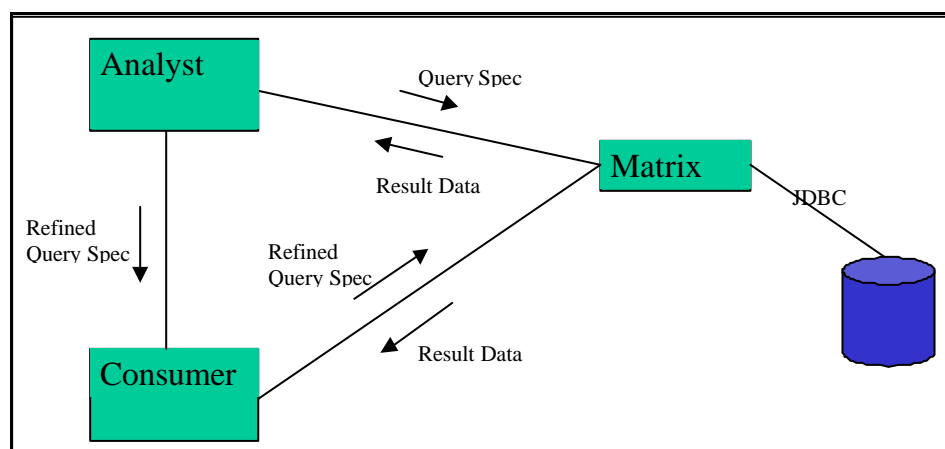 Analyst
Query Spec
Result Data
Matrix
JDBC
Refined
Query Spec
Refined
Query Spec
Result Data
Consumer